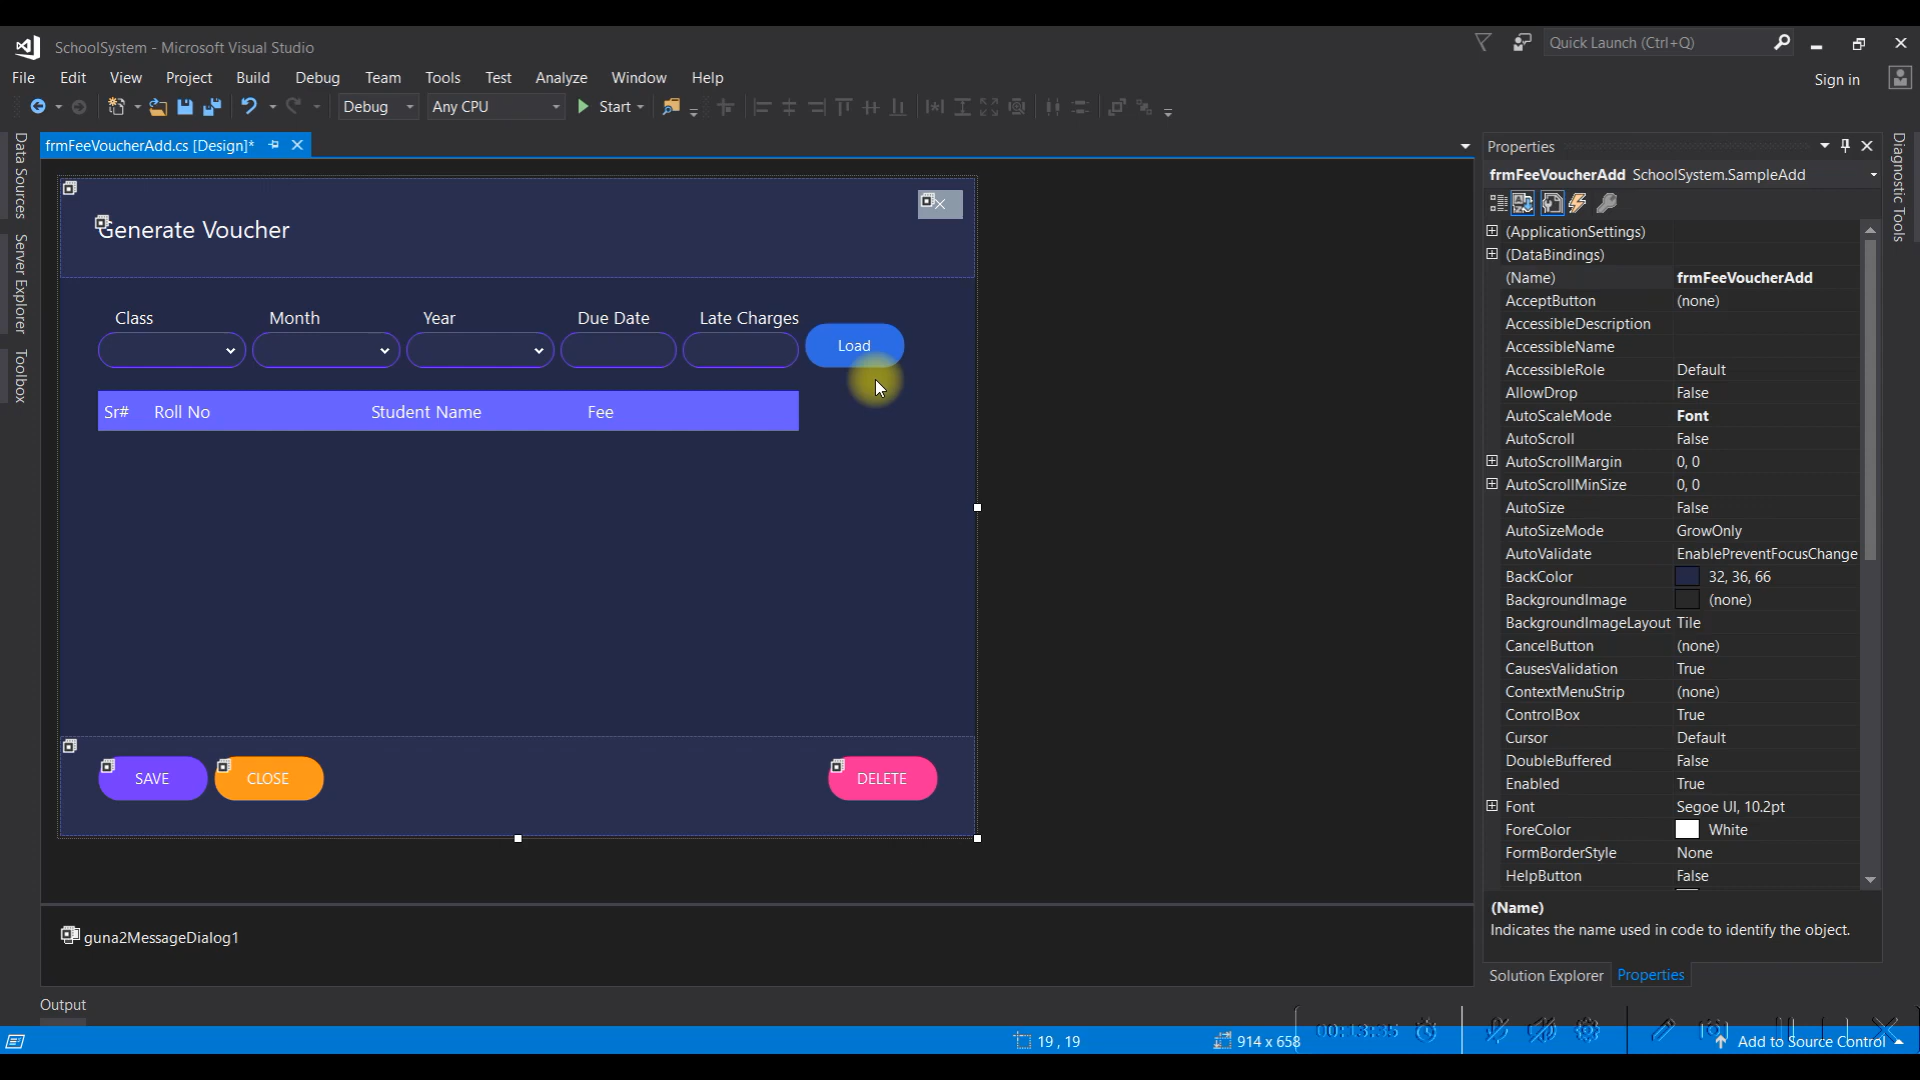 SchoolSystem - Microsoft Visual Studio
Quick Launch (Ctrl+Q)
File Edit View Project Build Debug Team Tools Test Analyze Window Help
Sign in
Debug Any CPU Start
Data Sources
Server Explorer
Toolbox
frmFeeVoucherAdd.cs [Design]*
Generate Voucher
Class Month Year Due Date Late Charges
Load
Sr# Roll No Student Name Fee
SAVE CLOSE DELETE
guna2MessageDialog1
Output
Properties
frmFeeVoucherAdd SchoolSystem.SampleAdd
(ApplicationSettings)
(DataBindings)
(Name) frmFeeVoucherAdd
AcceptButton (none)
AccessibleDescription
AccessibleName
AccessibleRole Default
AllowDrop False
AutoScaleMode Font
AutoScroll False
AutoScrollMargin 0, 0
AutoScrollMinSize 0, 0
AutoSize False
AutoSizeMode GrowOnly
AutoValidate EnablePreventFocusChange
BackColor 32, 36, 66
BackgroundImage (none)
BackgroundImageLayout Tile
CancelButton (none)
CausesValidation True
ContextMenuStrip (none)
ControlBox True
Cursor Default
DoubleBuffered False
Enabled True
Font Segoe UI, 10.2pt
ForeColor White
FormBorderStyle None
HelpButton False
(Name)
Indicates the name used in code to identify the object.
Solution Explorer Properties
Diagnostic Tools
19 , 19
914 x 658
00:13:35
Add to Source Control